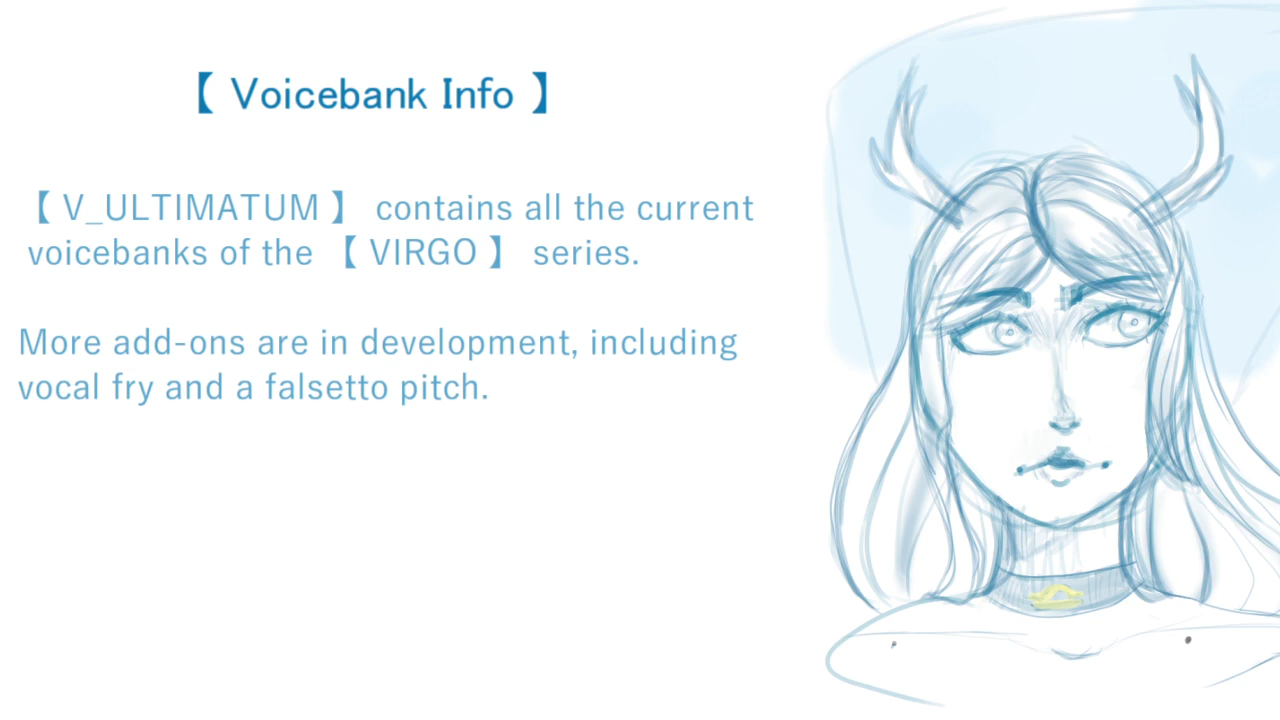 【 Voicebank Info 】
【 V_ULTIMATUM 】 contains all the current
voicebanks of the 【 VIRGO 】 series.
More add-ons are in development, including
vocal fry and a falsetto pitch.